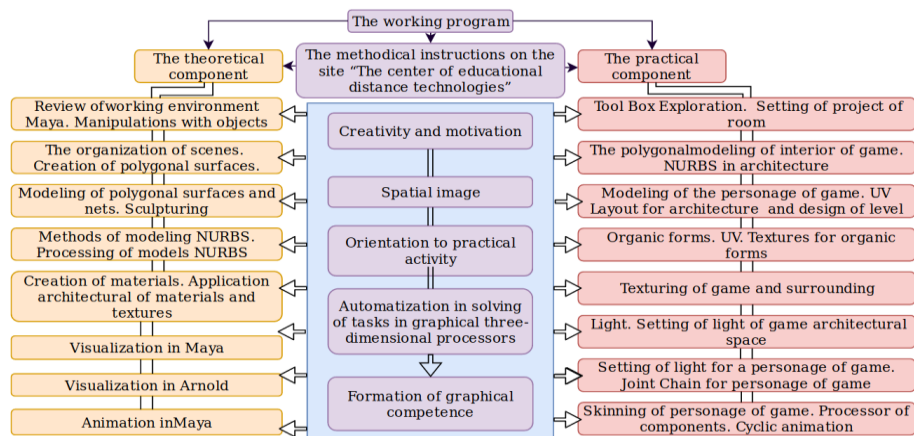 The working program
The theoretical
component
The methodical instructions on the
site “The center of educational
distance technologies”
The practical
component
Review ofworking environment
Maya. Manipulations with objects
The organization of scenes.
Creation of polygonal surfaces.
Modeling of polygonal surfaces and
nets. Sculpturing
Methods of modeling NURBS.
Processing of models NURBS
Creation of materials. Application
architectural of materials and
textures
Visualization in Maya
Visualization in Arnold
Animation inMaya
Creativity and motivation
Spatial image
Orientation to practical
activity
Automatization in solving
of tasks in graphical three-
dimensional processors
Formation of graphical
competence
Tool Box Exploration. Setting of project of
room
The polygonalmodeling of interior of game.
NURBS in architecture
Modeling of the personage of game. UV
Layout for architecture and design of level
Organic forms. UV. Textures for organic
forms
Texturing of game and surrounding
Light. Setting of light of game architectural
space
Setting of light for a personage of game.
Joint Chain for personage of game
Skinning of personage of game. Processor of
components. Cyclic animation